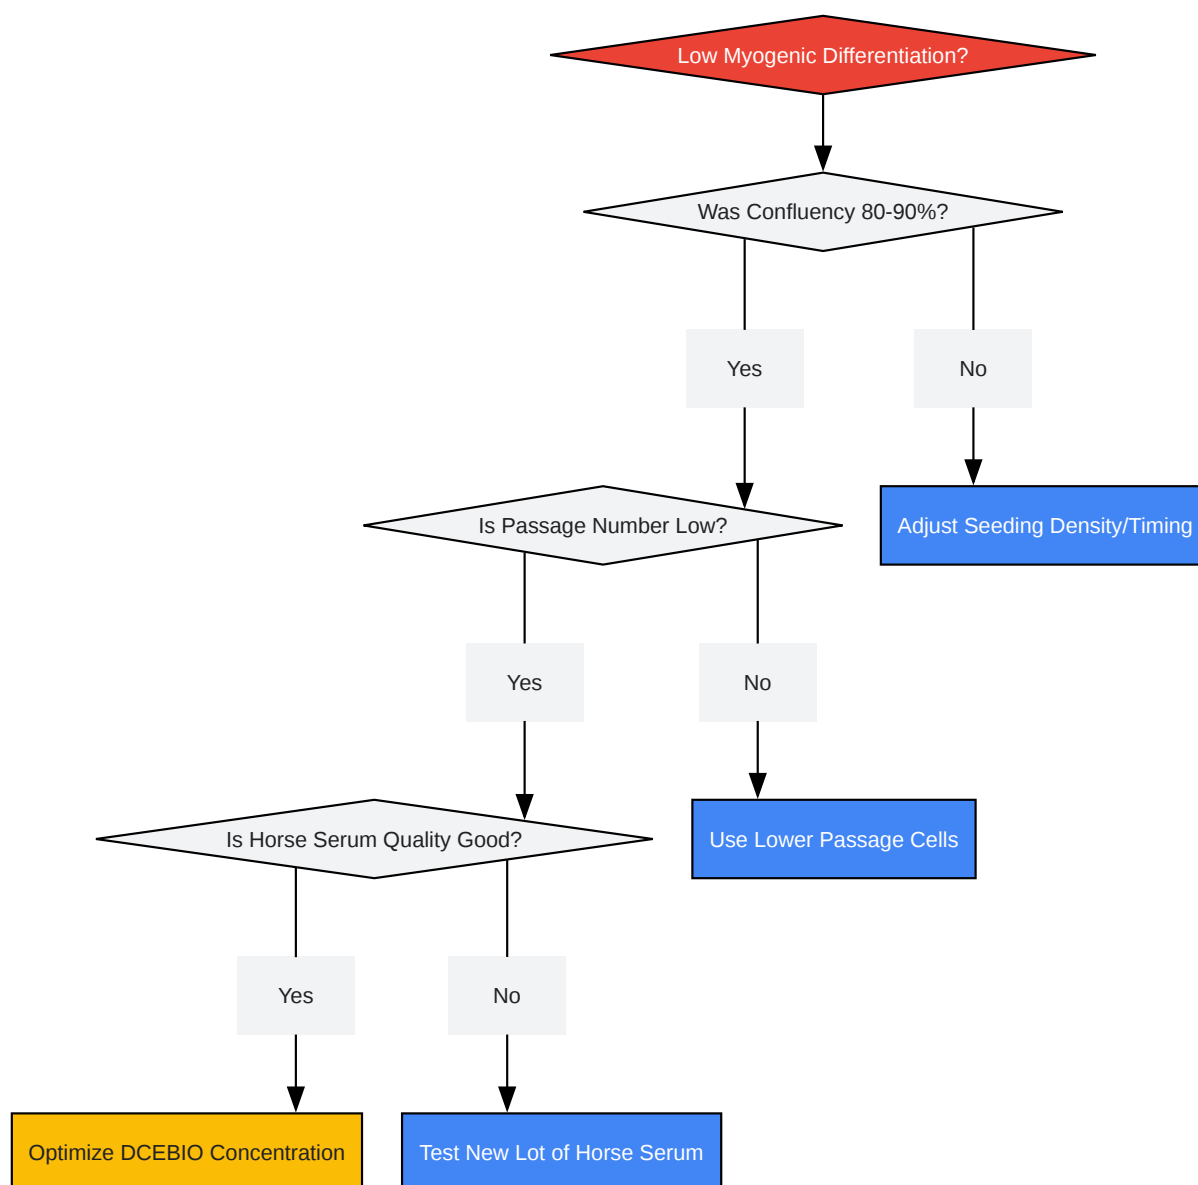 Low Myogenic Differentiation?
Was Confluency 80-90%?
Yes
No
Is Passage Number Low?
Adjust Seeding Density/Timing
Yes
No
Is Horse Serum Quality Good?
Use Lower Passage Cells
Yes
No
Optimize DCEBIO Concentration
Test New Lot of Horse Serum